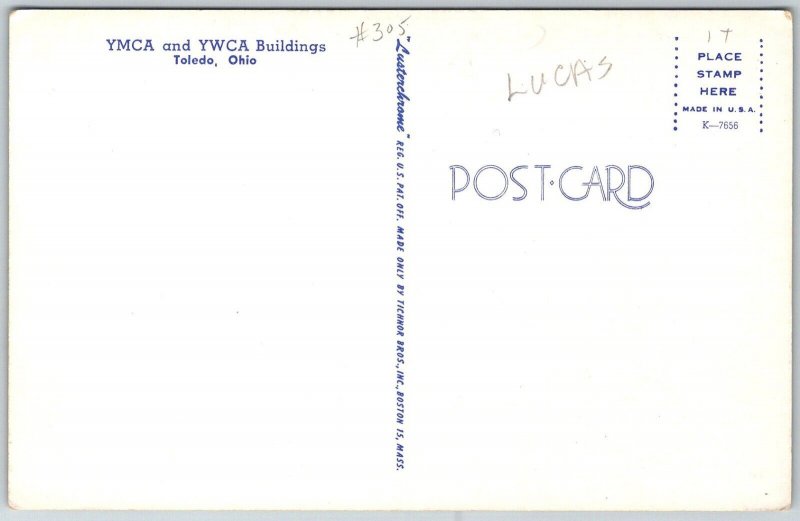 YMCA and YWCA Buildings
Toledo, Ohio
#305
"Lusterchrome" REG. U.S. PAT. OFF. MADE ONLY BY TICHNOR BROS., INC., BOSTON 15, MASS.
LUCAS
17
PLACE
STAMP
HERE
MADE IN U.S.A.
K—7656
POST·CARD